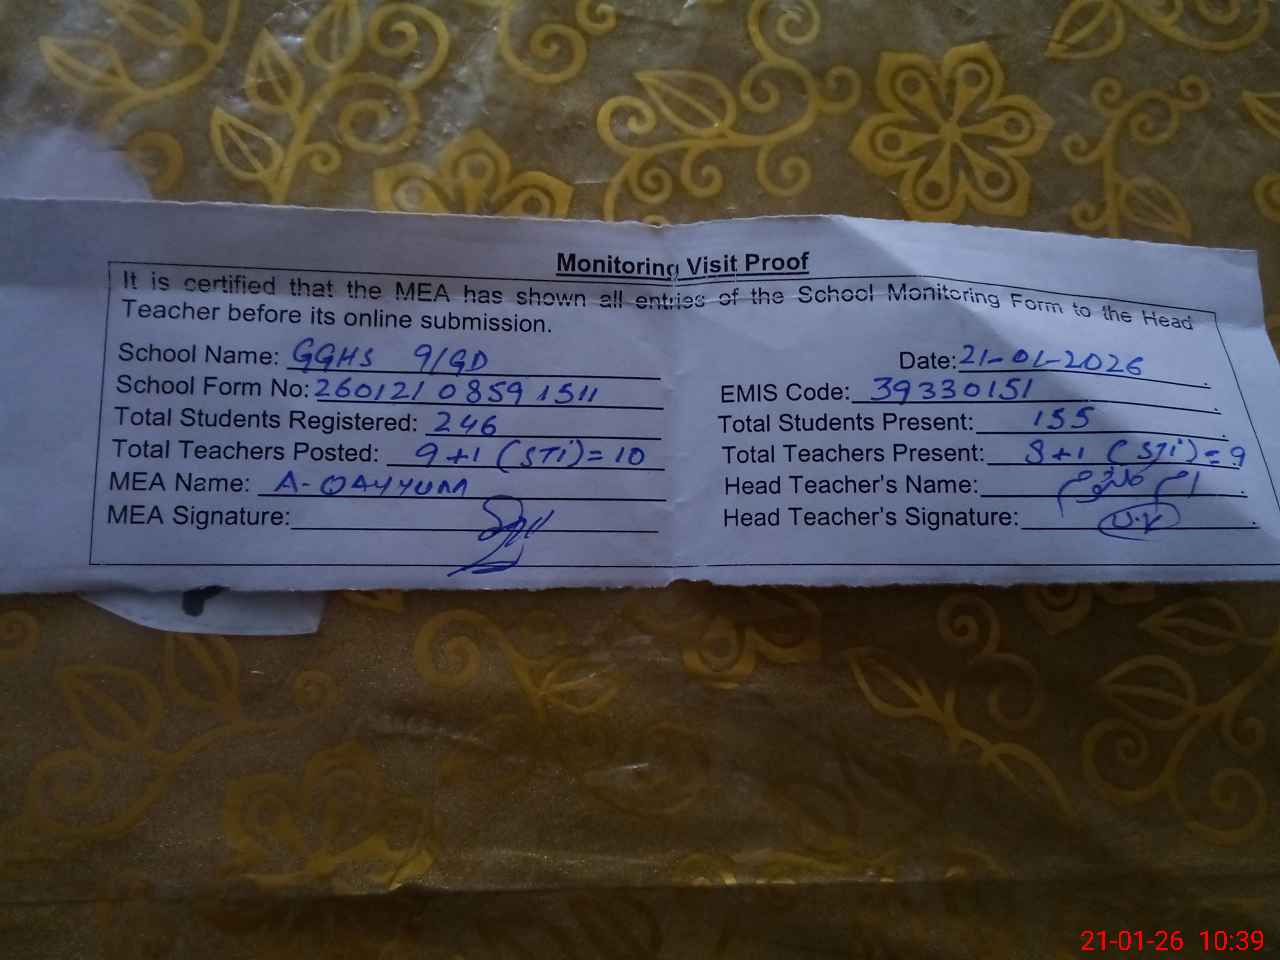 Monitoring Visit Proof
It is certified that the MEA has shown all entries of the School Monitoring Form to the Head
Teacher before its online submission.
School Name: GGHS 9/GD
Date: 21-01-2026
School Form No: 260121 0859 1511
EMIS Code: 39330151
Total Students Registered: 246
Total Students Present: 155
Total Teachers Posted: 9+1 (STi) = 10
Total Teachers Present: 8+1 (STi) = 9
MEA Name: A-QAYYUM
Head Teacher's Name: ام کلثوم
MEA Signature:
Head Teacher's Signature:
21-01-26 10:39